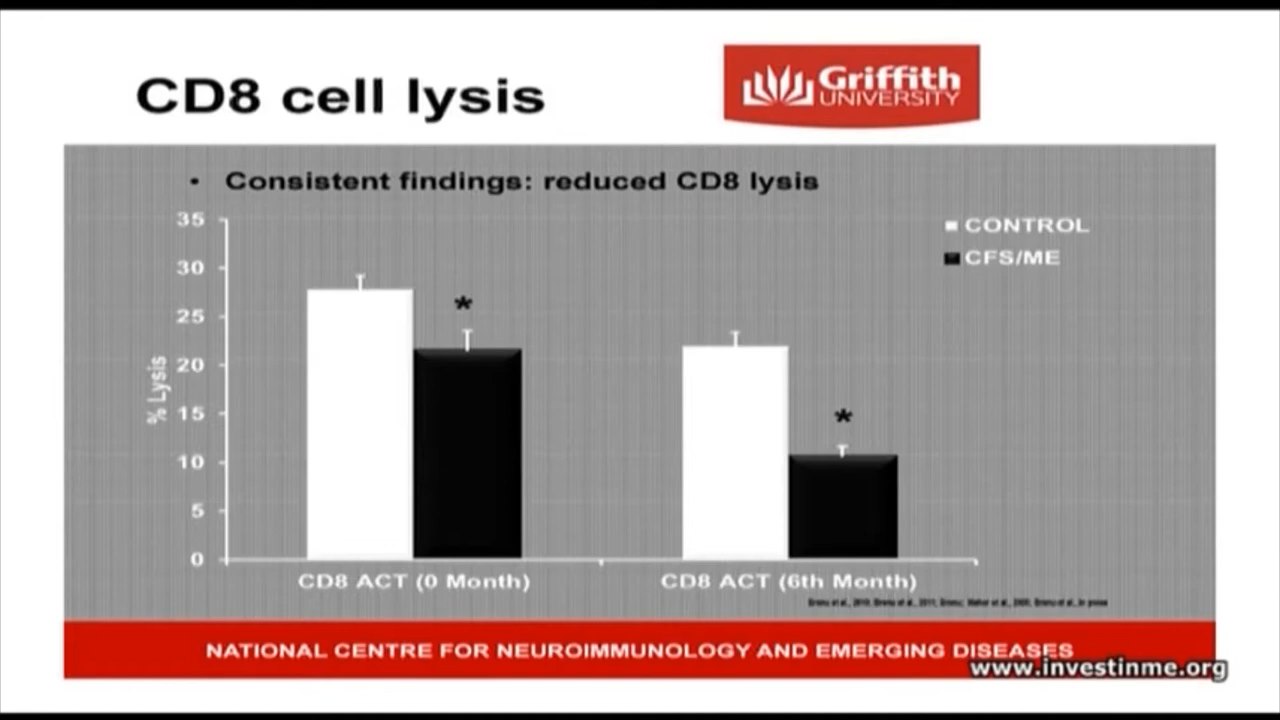 CD8 cell lysis
Griffith
UNIVERSITY
• Consistent findings: reduced CD8 lysis
CONTROL
CFS/ME
% Lysis
35
30
25
20
15
10
5
0
*
*
CD8 ACT (0 Month)
CD8 ACT (6th Month)
NATIONAL CENTRE FOR NEUROIMMUNOLOGY AND EMERGING DISEASES
www.investinme.org